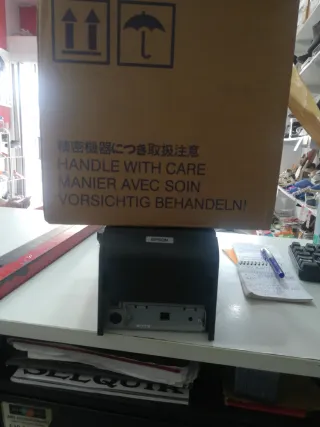 精密機器につき取扱注意
HANDLE WITH CARE
MANIER AVEC SOIN
VORSICHTIG BEHANDELN!
EPSON
SEEQUIK